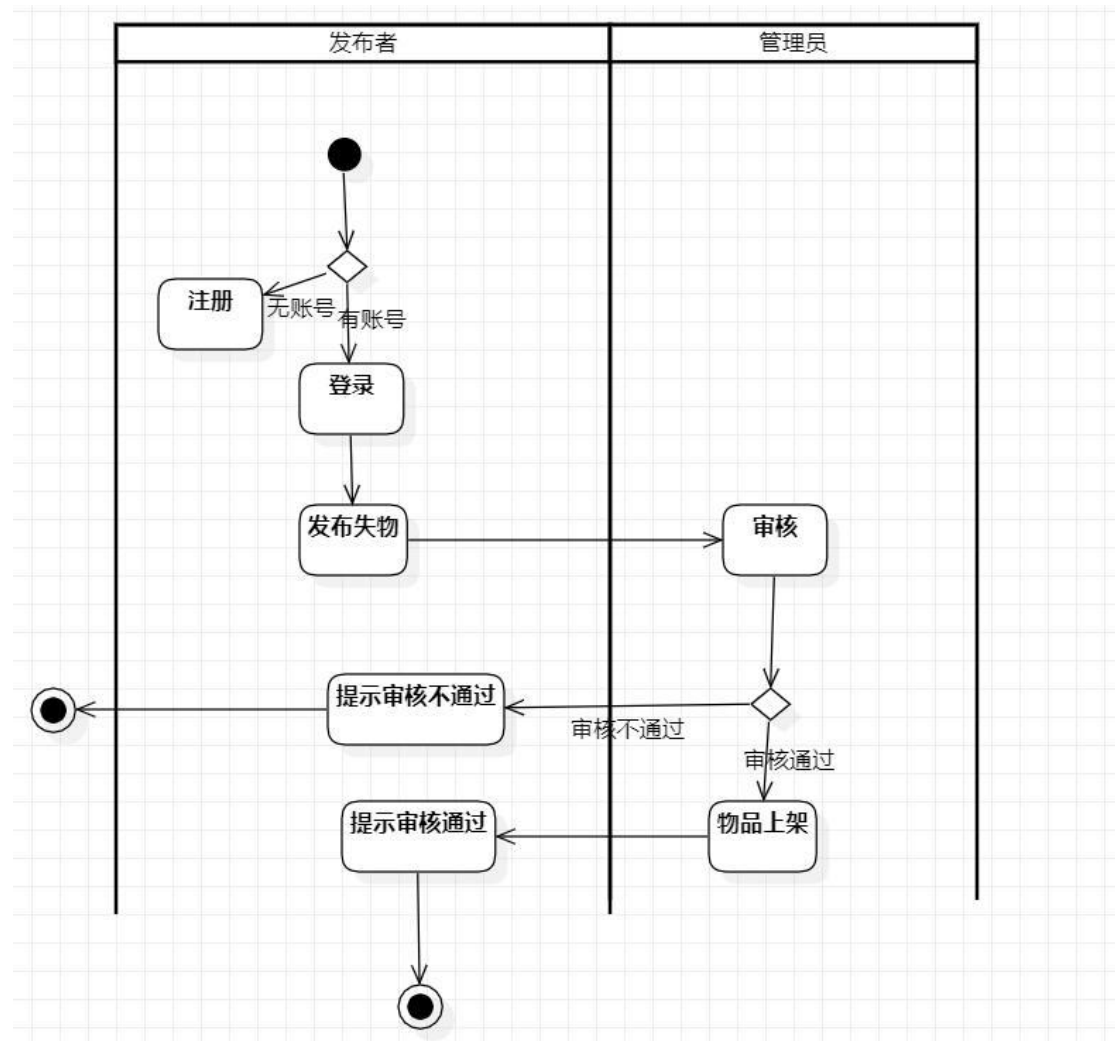 发布者
管理员
注册
无账号
有账号
登录
发布失物
审核
提示审核不通过
审核不通过
审核通过
提示审核通过
物品上架